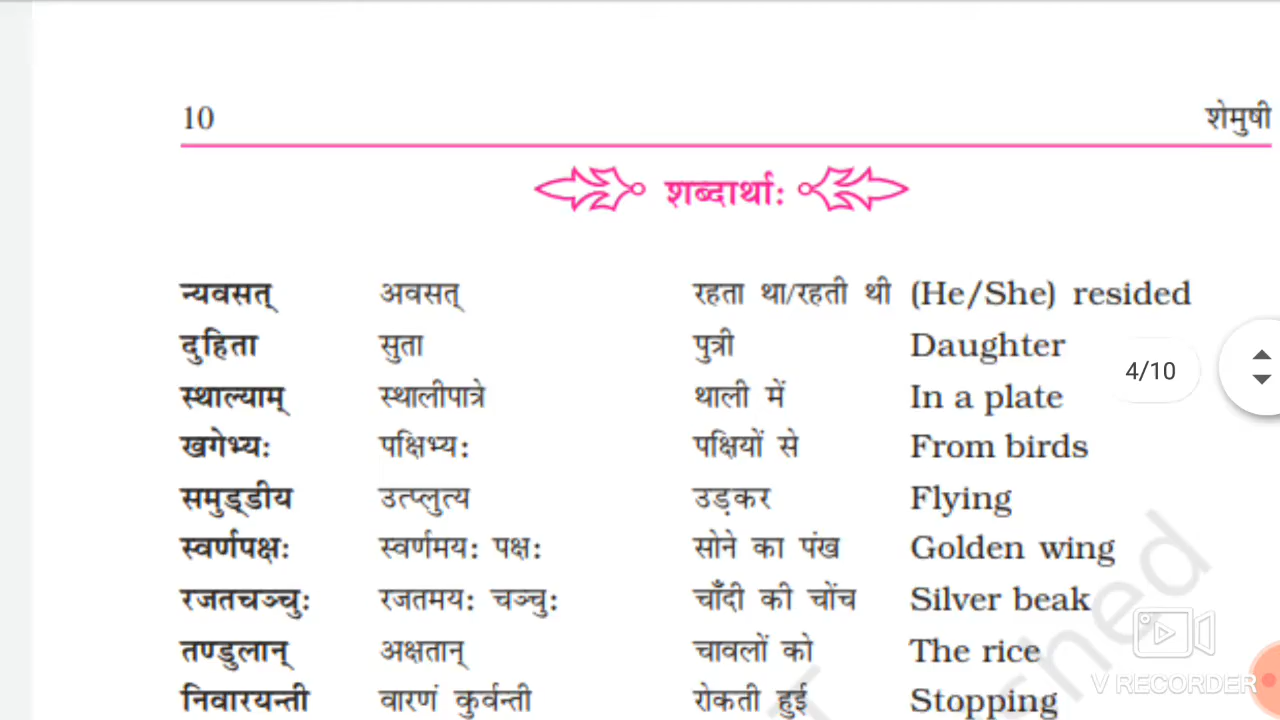 10 शेमुषी
शब्दार्थाः
न्यवसत् अवसत् रहता था/रहती थी (He/She) resided
दुहिता सुता पुत्री Daughter
4/10
स्थाल्याम् स्थालीपात्रे थाली में In a plate
खगेभ्यः पक्षिभ्यः पक्षियों से From birds
समुड्डीय उत्प्लुत्य उड़कर Flying
स्वर्णपक्षः स्वर्णमयः पक्षः सोने का पंख Golden wing
रजतचञ्चुः रजतमयः चञ्चुः चाँदी की चोंच Silver beak
तण्डुलान् अक्षतान् चावलों को The rice
V RECORDER
निवारयन्ती वारणं कुर्वन्ती रोकती हुई Stopping